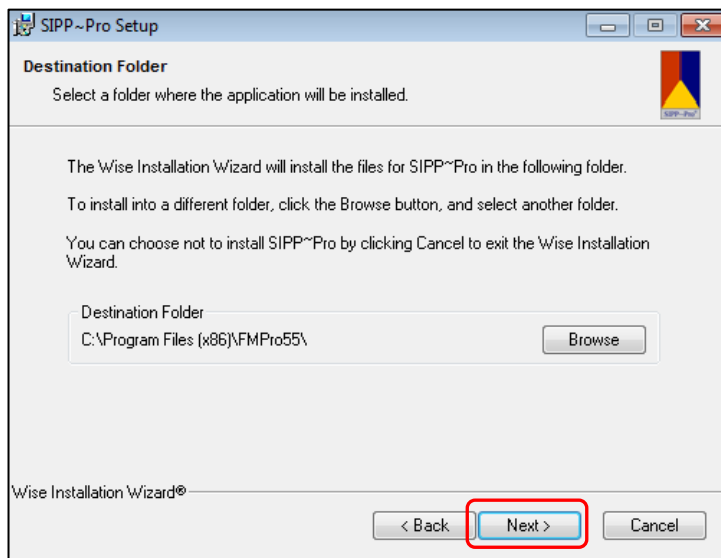 SIPP~Pro Setup
Destination Folder
Select a folder where the application will be installed.
SIPP~Pro
The Wise Installation Wizard will install the files for SIPP~Pro in the following folder.
To install into a different folder, click the Browse button, and select another folder.
You can choose not to install SIPP~Pro by clicking Cancel to exit the Wise Installation
Wizard.
Destination Folder
C:\Program Files (x86)\FMPro55\
Browse
Wise Installation Wizard®
< Back
Next >
Cancel